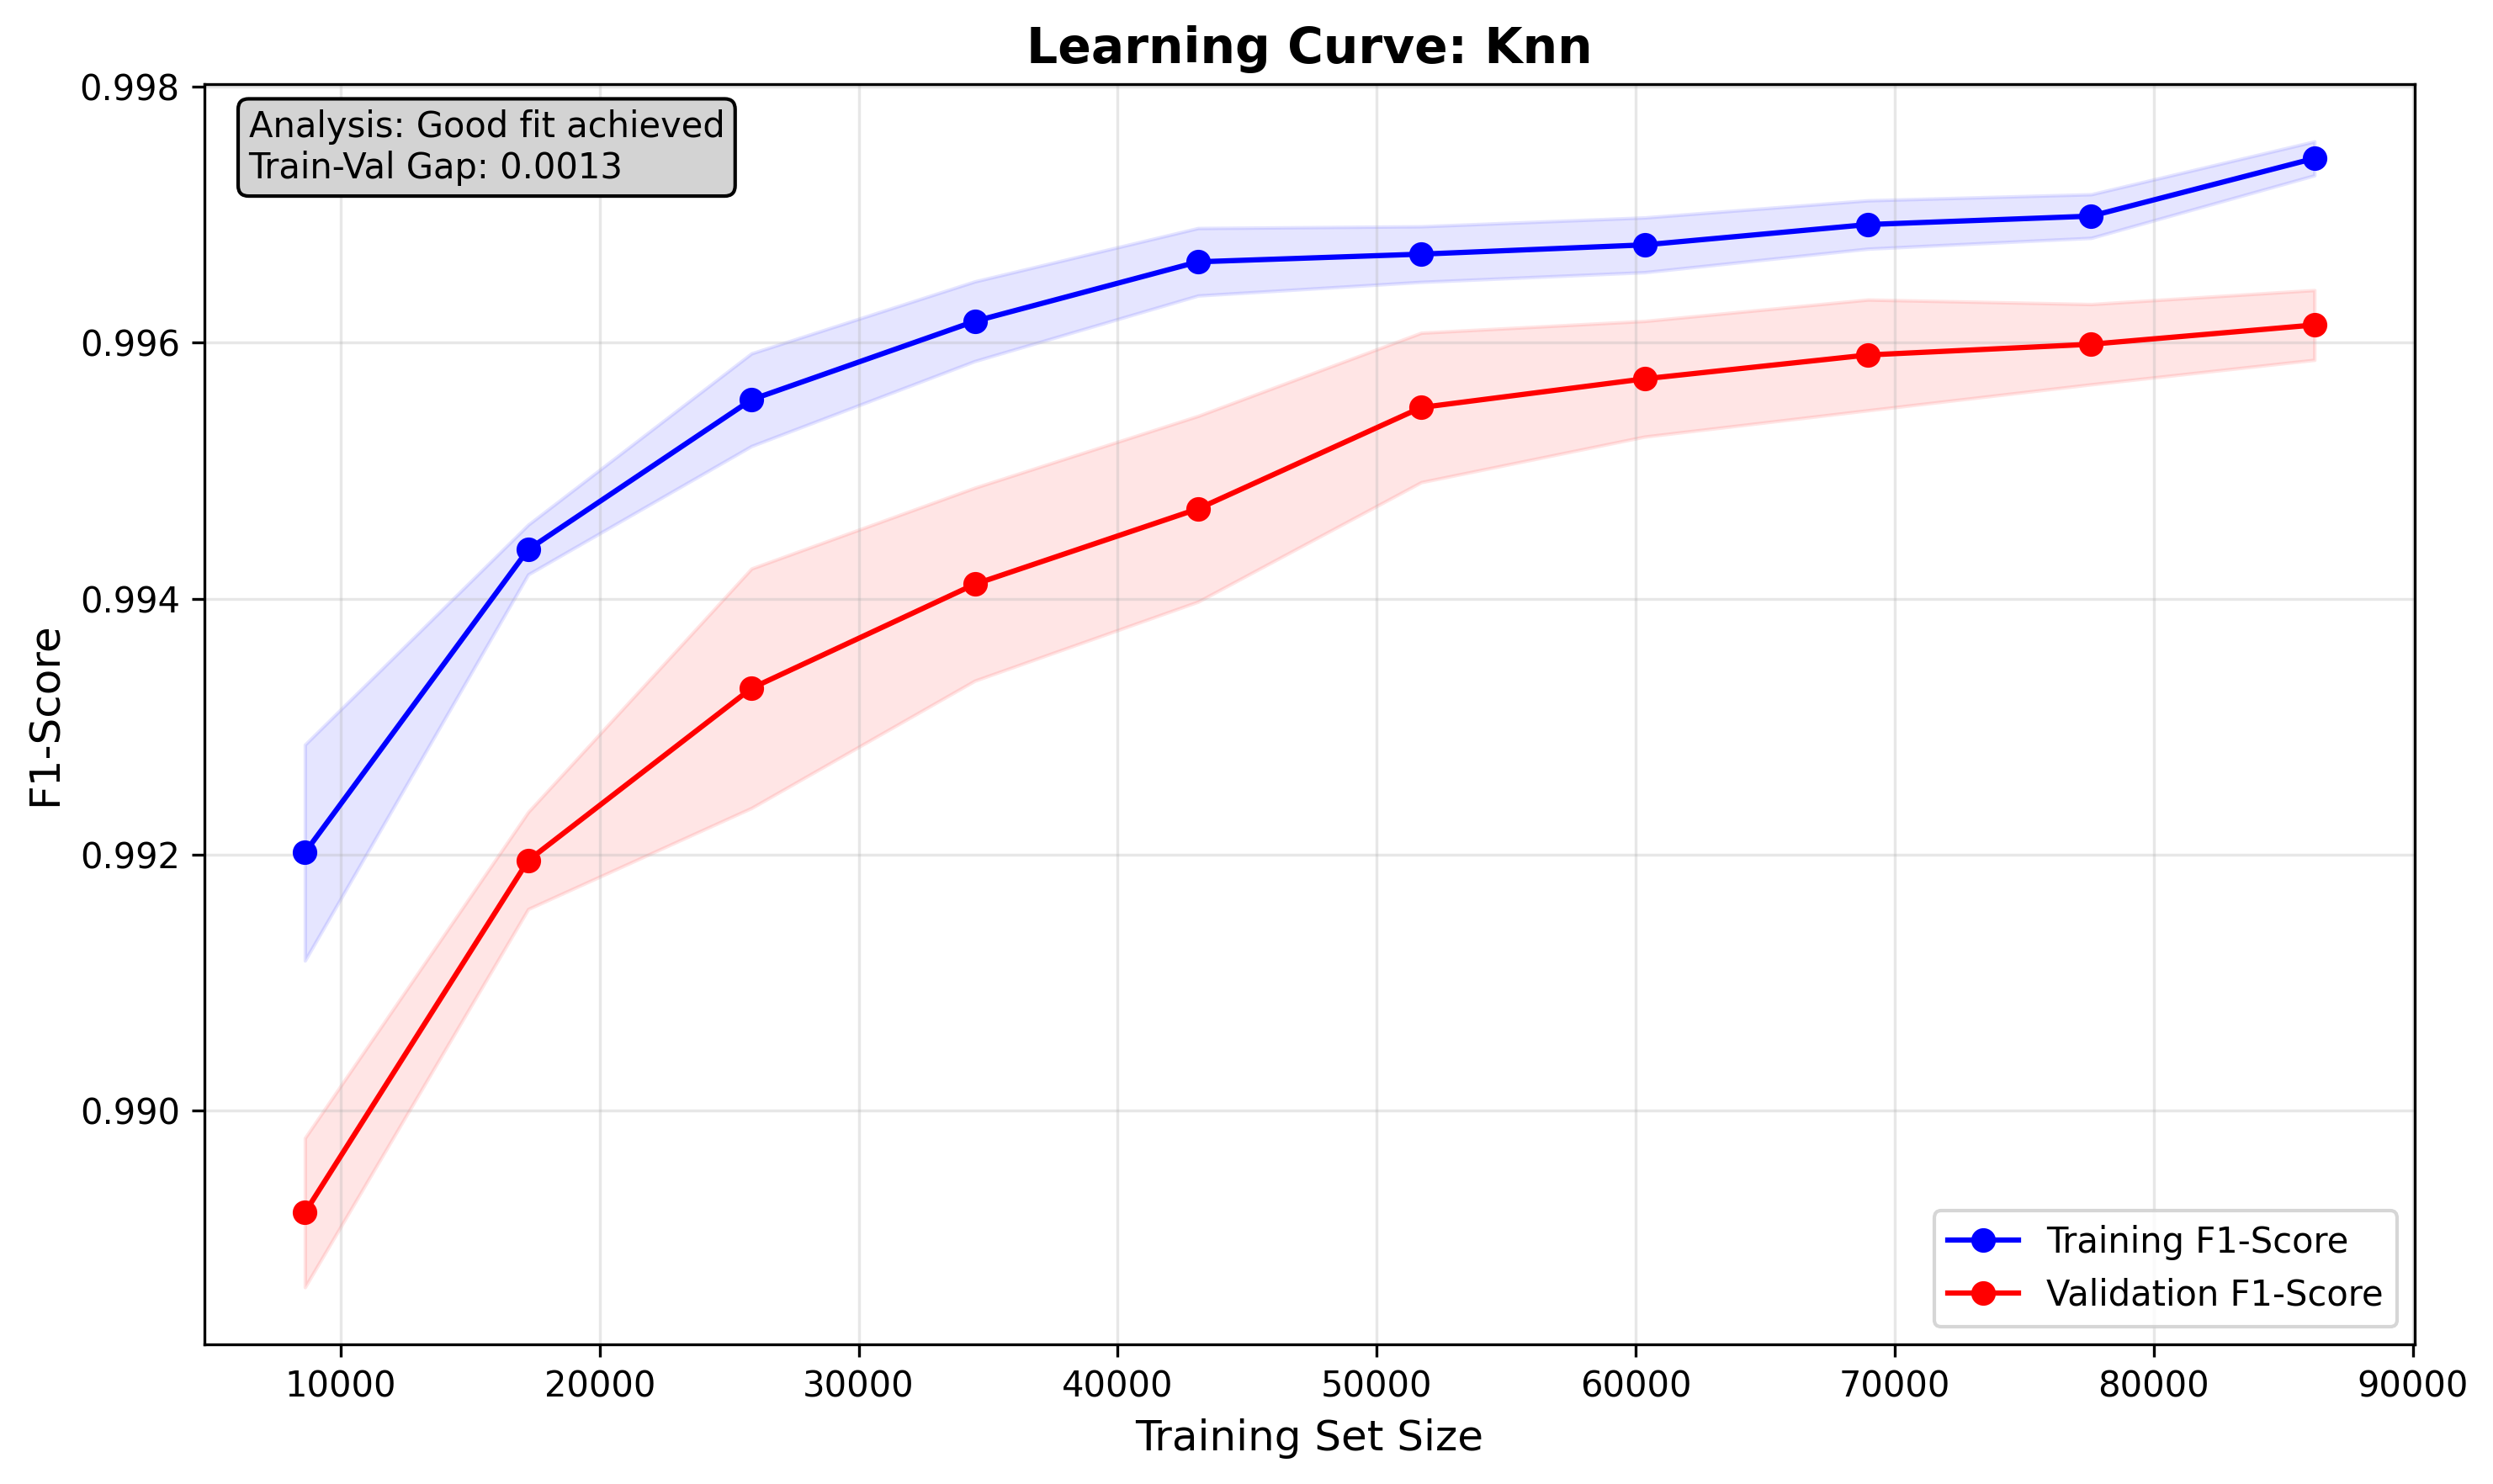 Learning Curve: Knn
Analysis: Good fit achieved
Train-Val Gap: 0.0013
F1-Score
0.998
0.996
0.994
0.992
0.990
10000 20000 30000 40000 50000 60000 70000 80000 90000
Training Set Size
Training F1-Score
Validation F1-Score